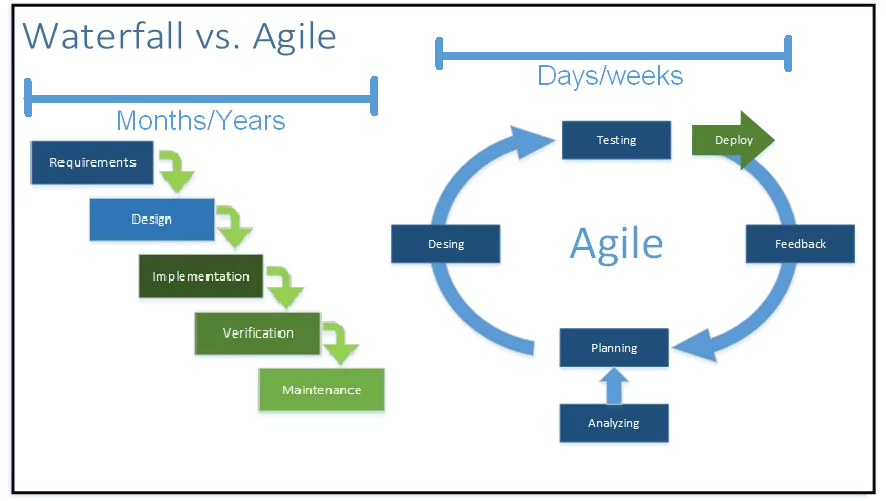 Waterfall vs. Agile
Months/Years
Requirements
Design
Implementation
Verification
Maintenance
Days/weeks
Testing
Deploy
Desing
Agile
Feedback
Planning
Analyzing